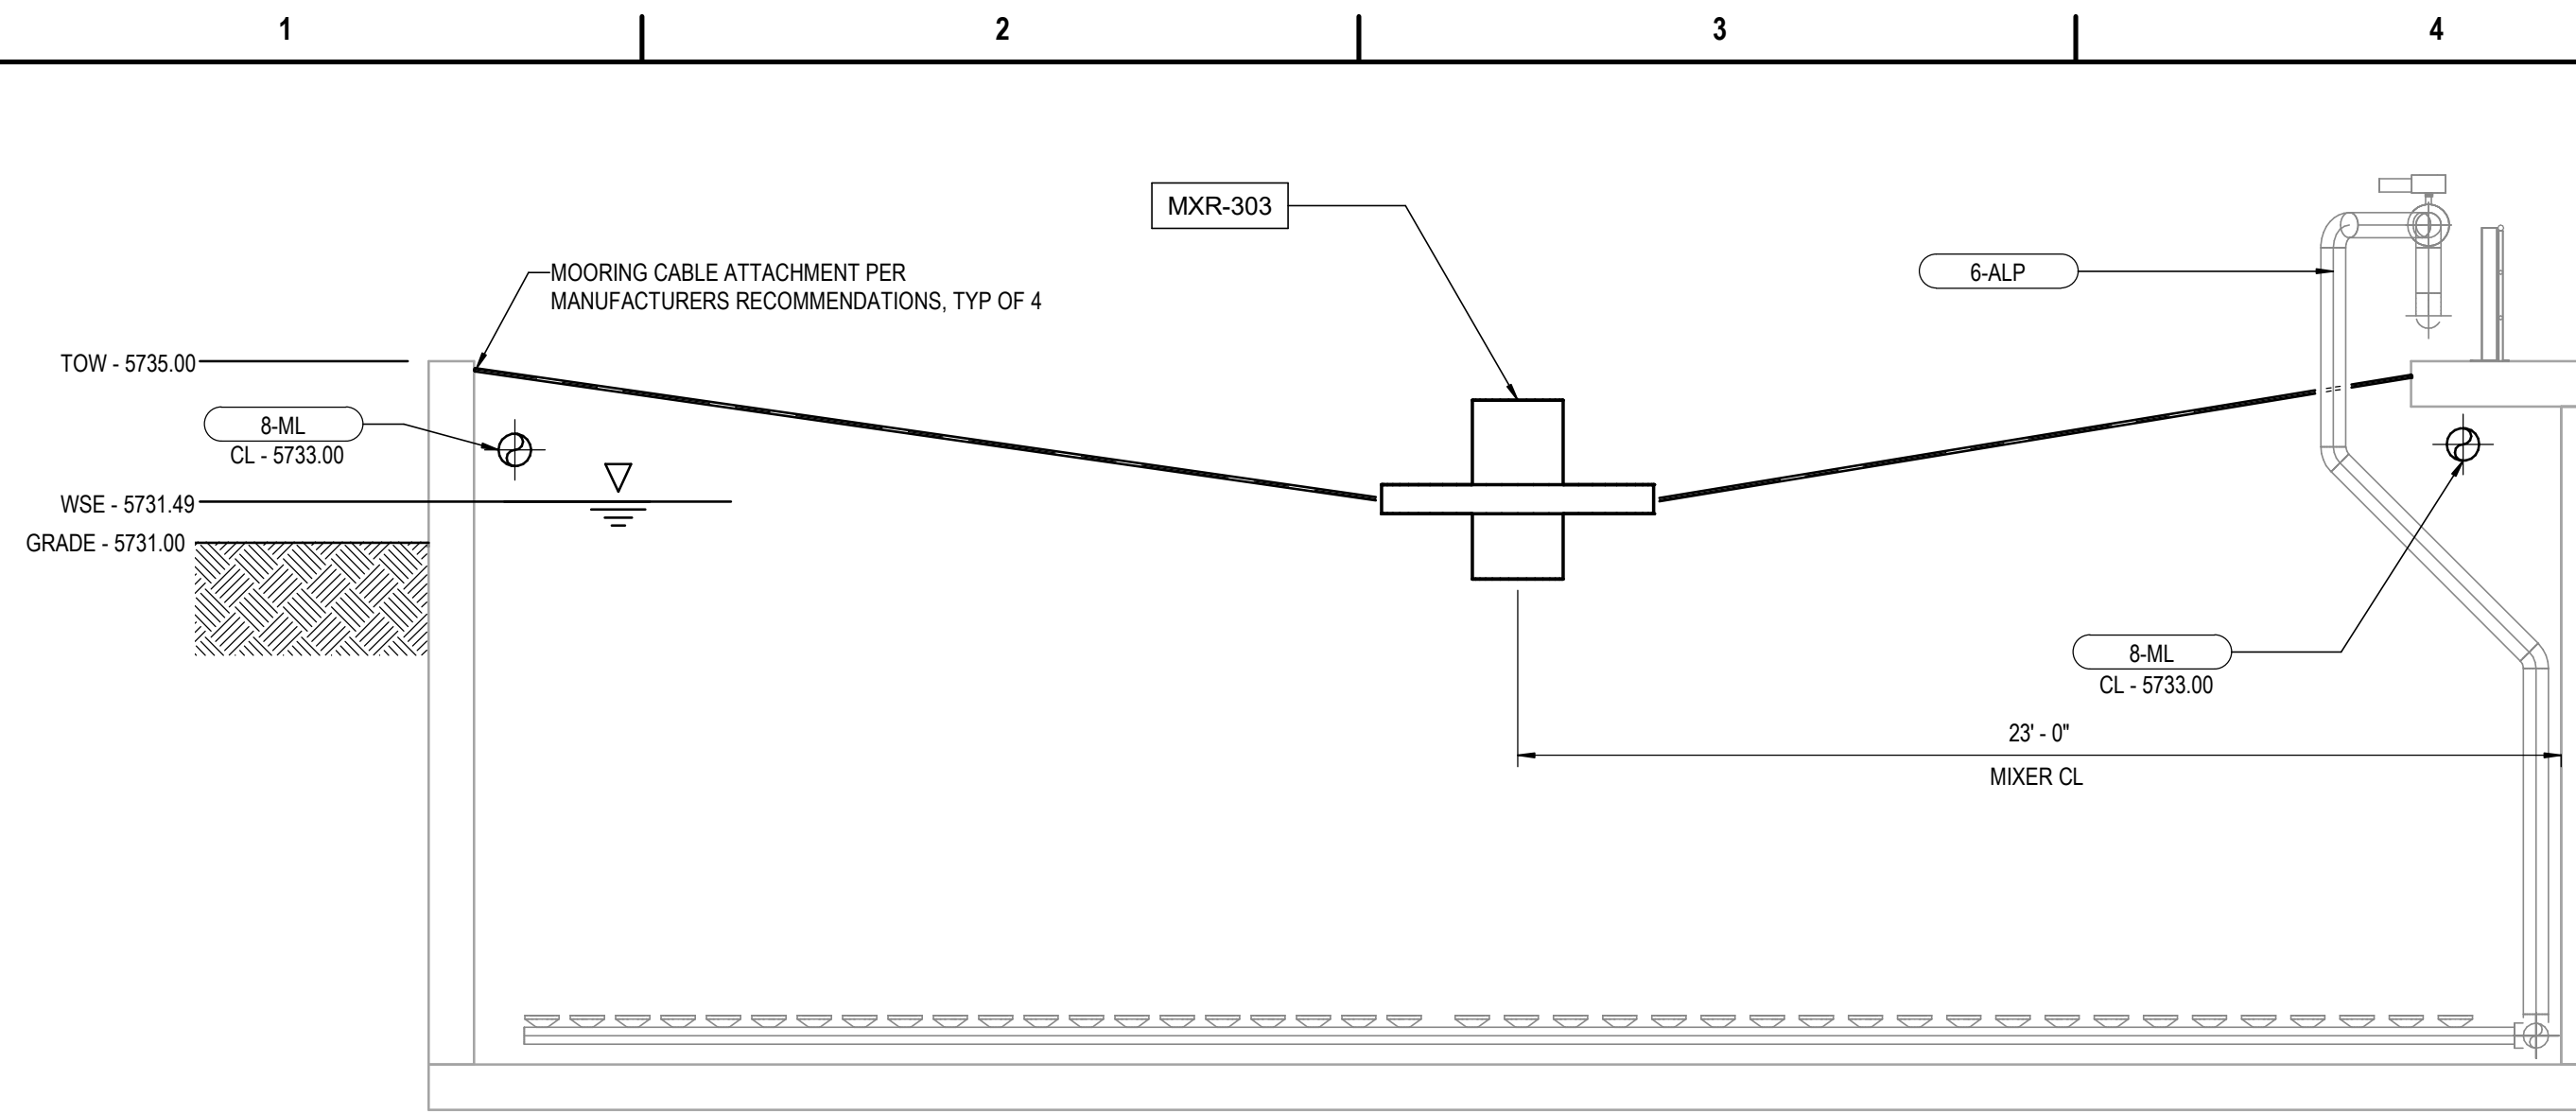 1
2
3
4
MXR-303
MOORING CABLE ATTACHMENT PER
MANUFACTURERS RECOMMENDATIONS, TYP OF 4
6-ALP
TOW - 5735.00
8-ML
CL - 5733.00
WSE - 5731.49
GRADE - 5731.00
8-ML
CL - 5733.00
23' - 0"
MIXER CL